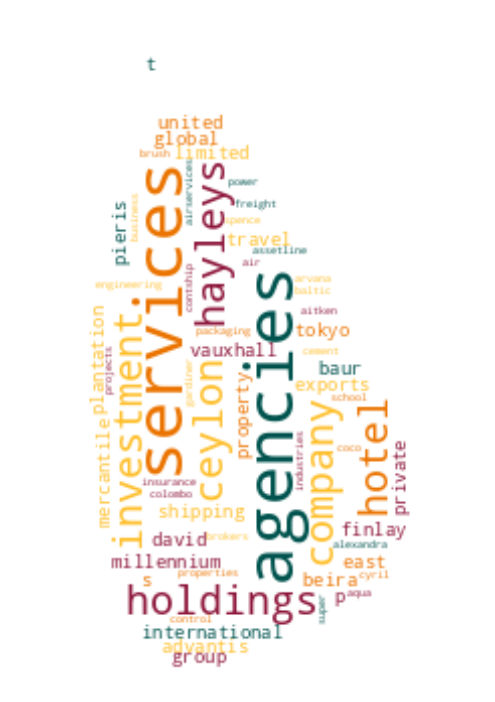 t
united
global
brush limited
services
airservices
hayleys
power
pieris
business
freight
spence
travel
assetline
air
engineering
contship
agencies
arvana
baltic
aitken
plantation
projects
investment
packaging
tokyo
vauxhall
cement
gardiner
ceylon
property
baur
exports
school
company
hotel
mercantile
industries
coco
private
insurance
colombo
shipping
finlay
david
brokers
alexandra
millennium
properties
east
s
beira
cyril
holdings
super
p
aqua
control
international
advantis
group